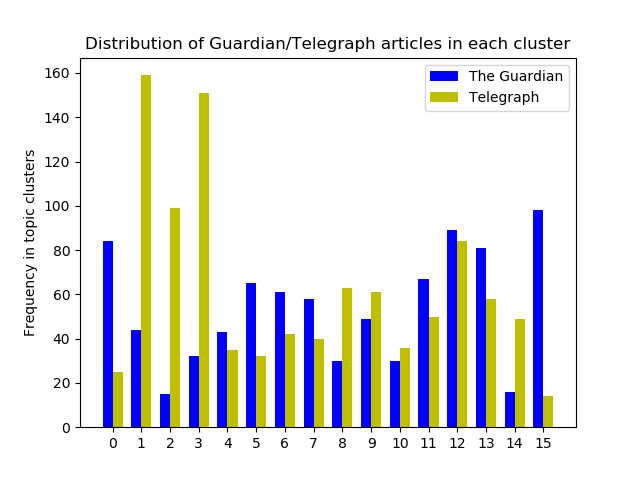 Distribution of Guardian/Telegraph articles in each cluster
The Guardian
Telegraph
Frequency in topic clusters
160
140
120
100
80
60
40
20
0
0 1 2 3 4 5 6 7 8 9 10 11 12 13 14 15